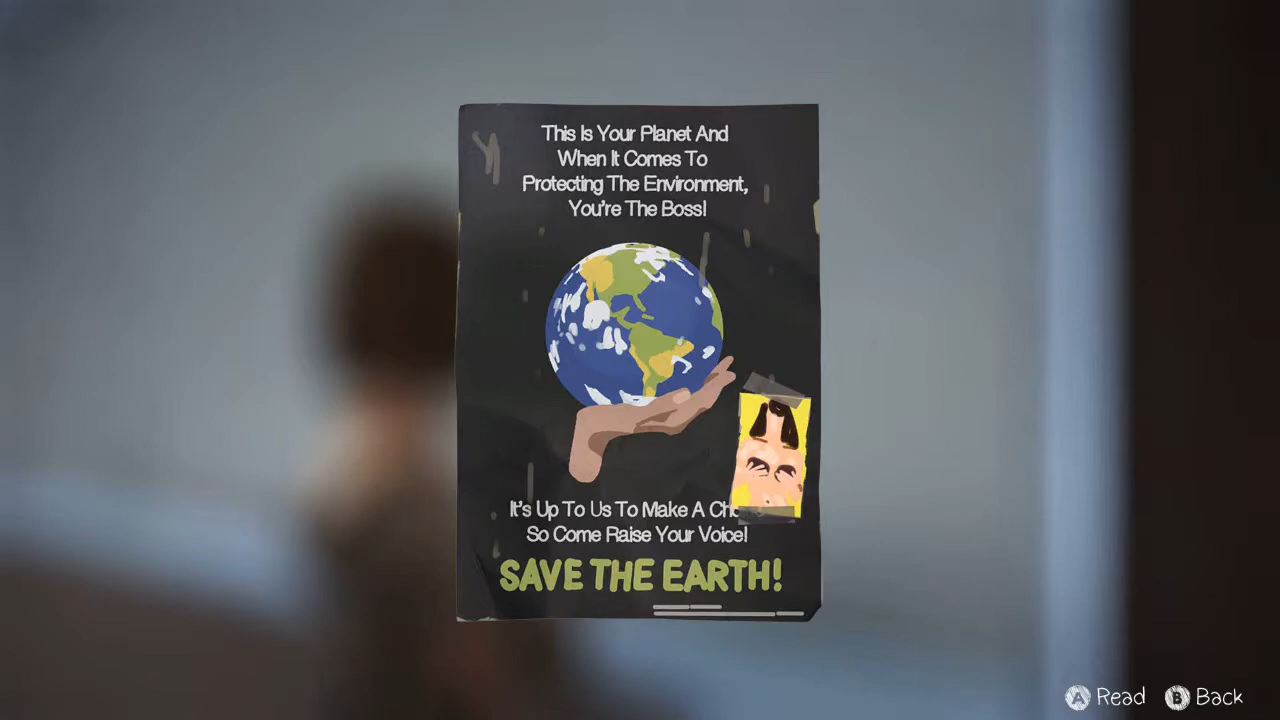 This Is Your Planet And
When It Comes To
Protecting The Environment,
You're The Boss!
It's Up To Us To Make A
So Come Raise Your Voice!
SAVE THE EARTH!
A Read B Back